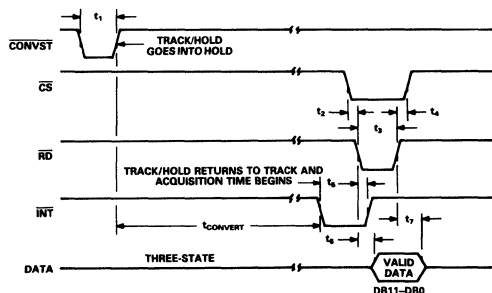 t1
CONVST
TRACK/HOLD
GOES INTO HOLD
CS
t2
t3
t4
RD
TRACK/HOLD RETURNS TO TRACK AND
ACQUISITION TIME BEGINS
t5
INT
tCONVERT
t6
t7
DATA
THREE-STATE
VALID
DATA
DB11–DB0